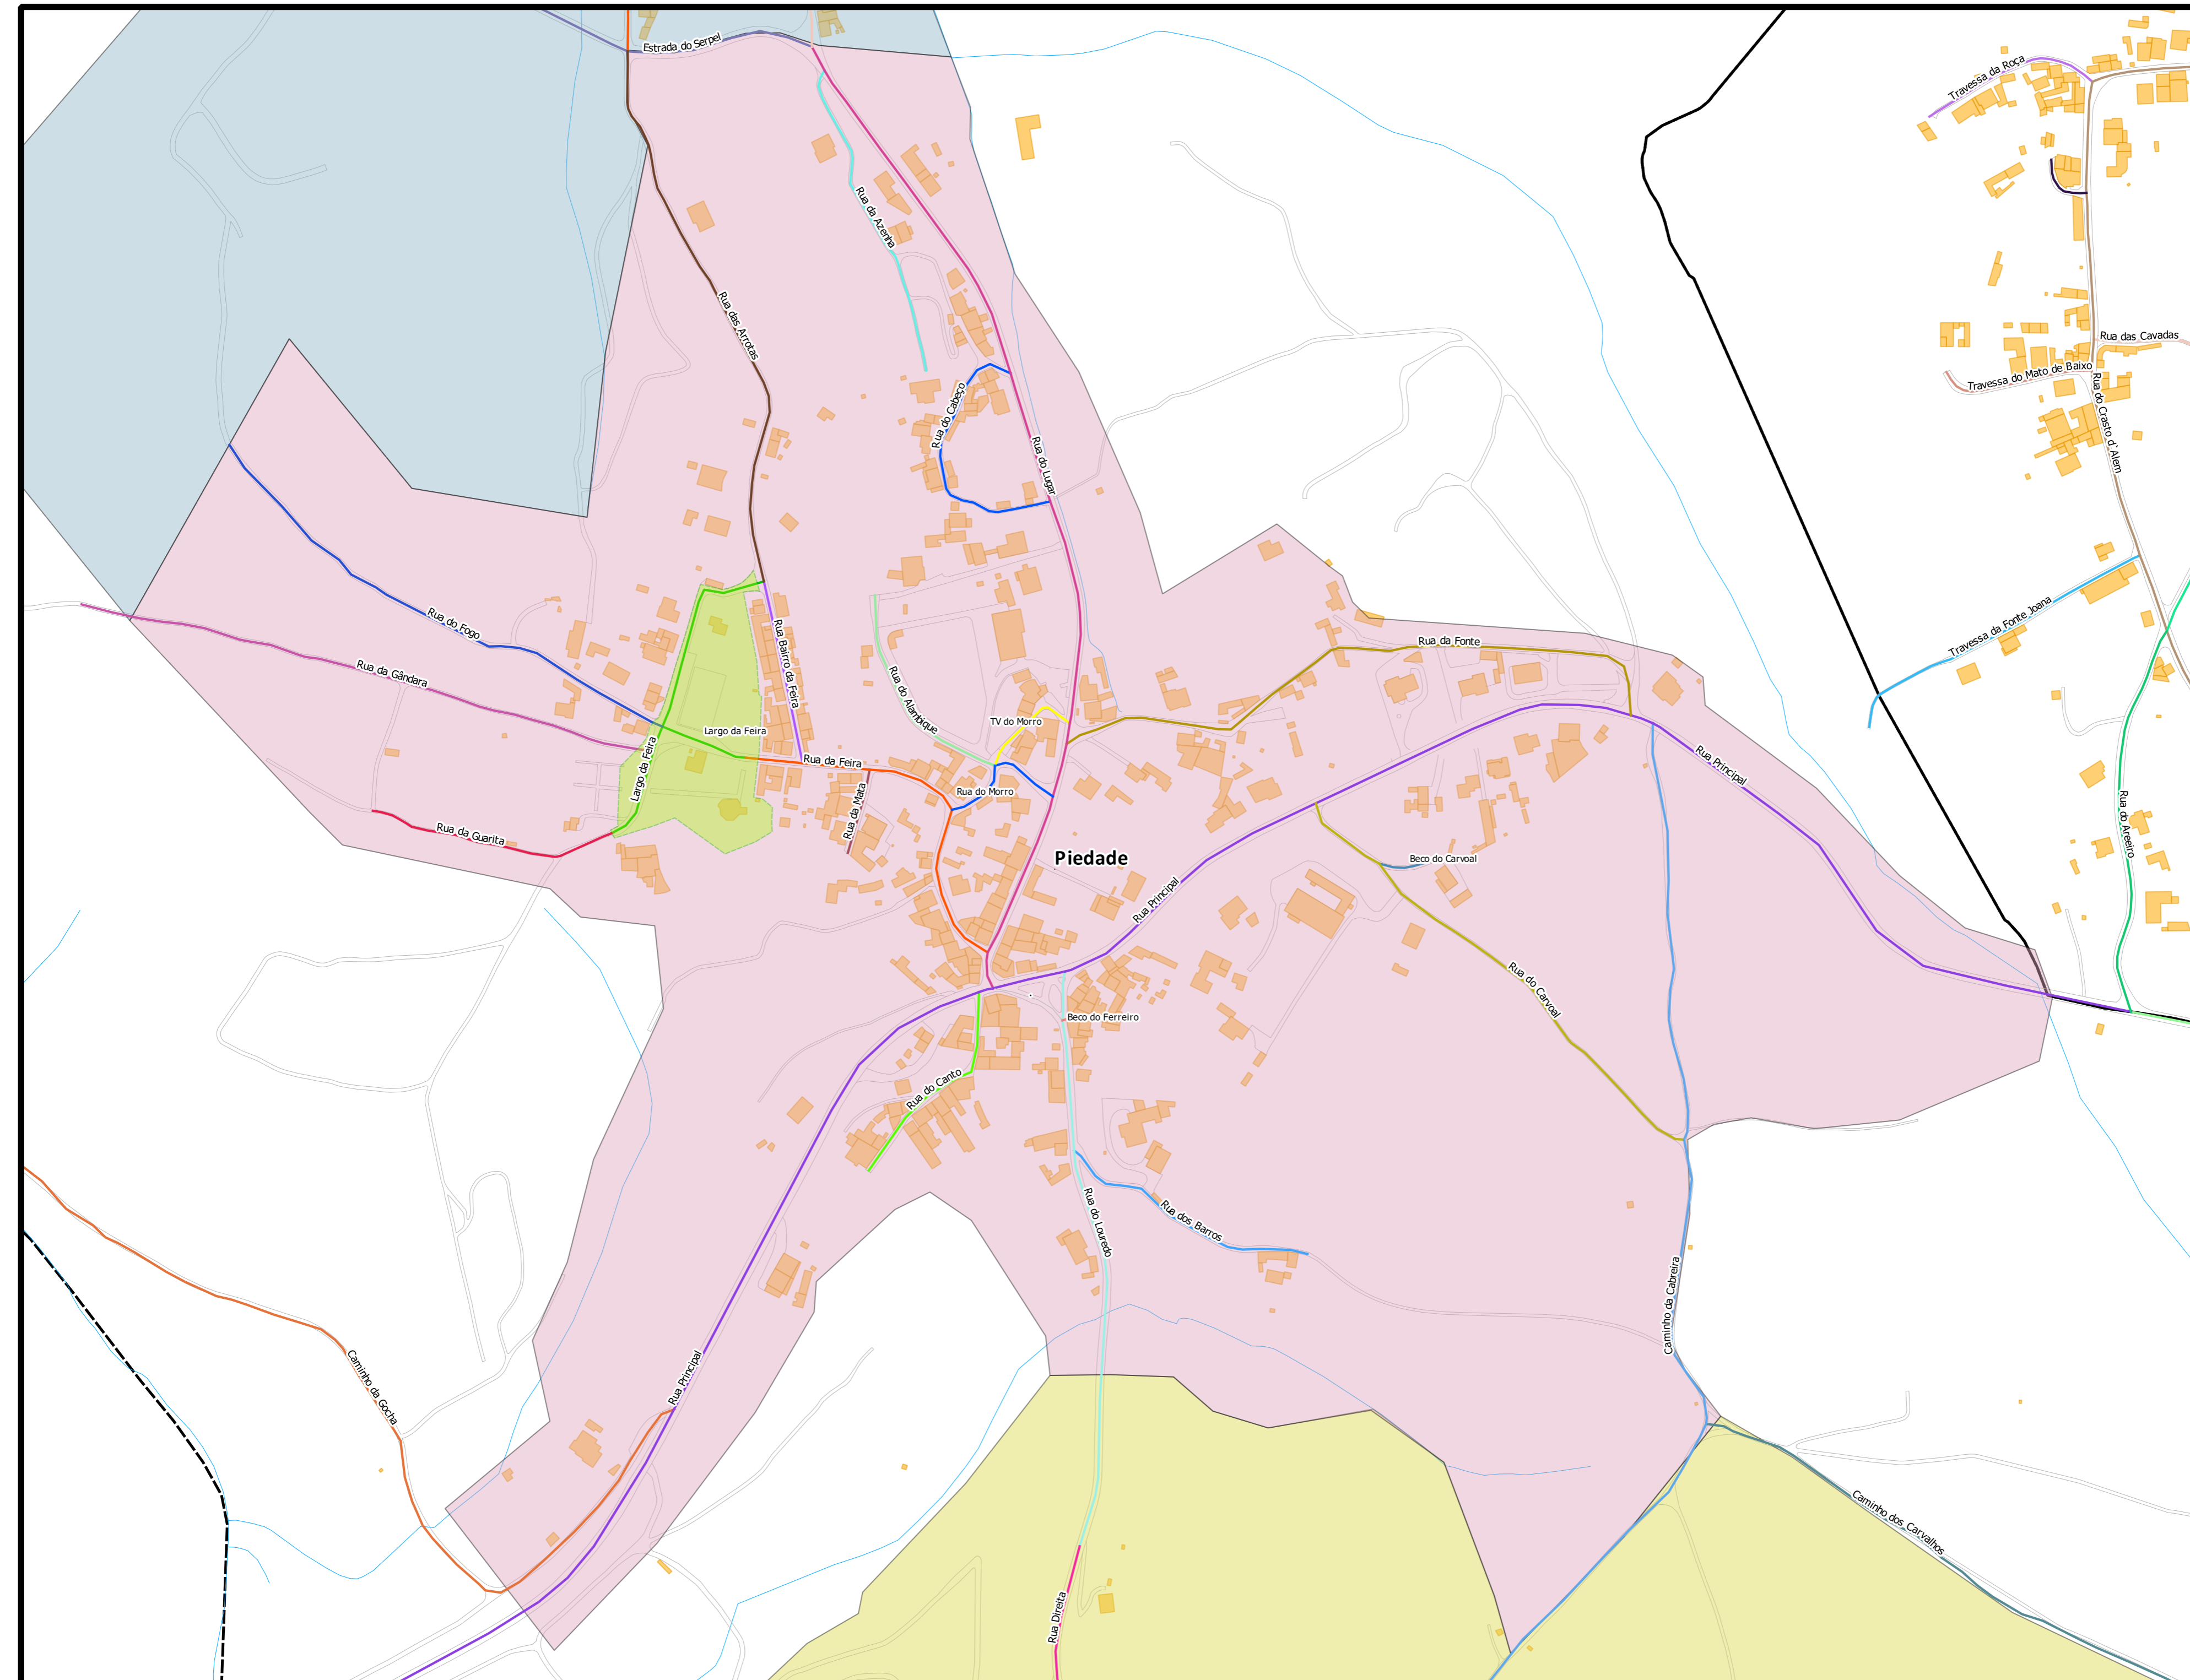 Estrada do Serpel
Travessa da Roça
Rua da Azenha
Rua das Arrotas
Rua das Cavadas
Travessa do Mato de Baixo
Rua do Crasto d'Alem
Rua do Cabeço
Rua do Lugar
Rua do Fogo
Rua da Gândara
Rua Bairro da Feira
Rua da Fonte
Travessa da Fonte Joana
Rua do Alambique
TV do Morro
Largo da Feira
Largo da Feira
Rua da Feira
Rua do Morro
Rua da Mata
Rua Principal
Rua do Areeiro
Rua da Guarita
Piedade
Beco do Carvoal
Rua Principal
Rua do Carvoal
Beco do Ferreiro
Rua do Canto
Rua do Louredo
Rua dos Barros
Caminho da Cabreira
Caminho da Gocha
Rua Principal
Caminho dos Carvalhos
Rua Direita